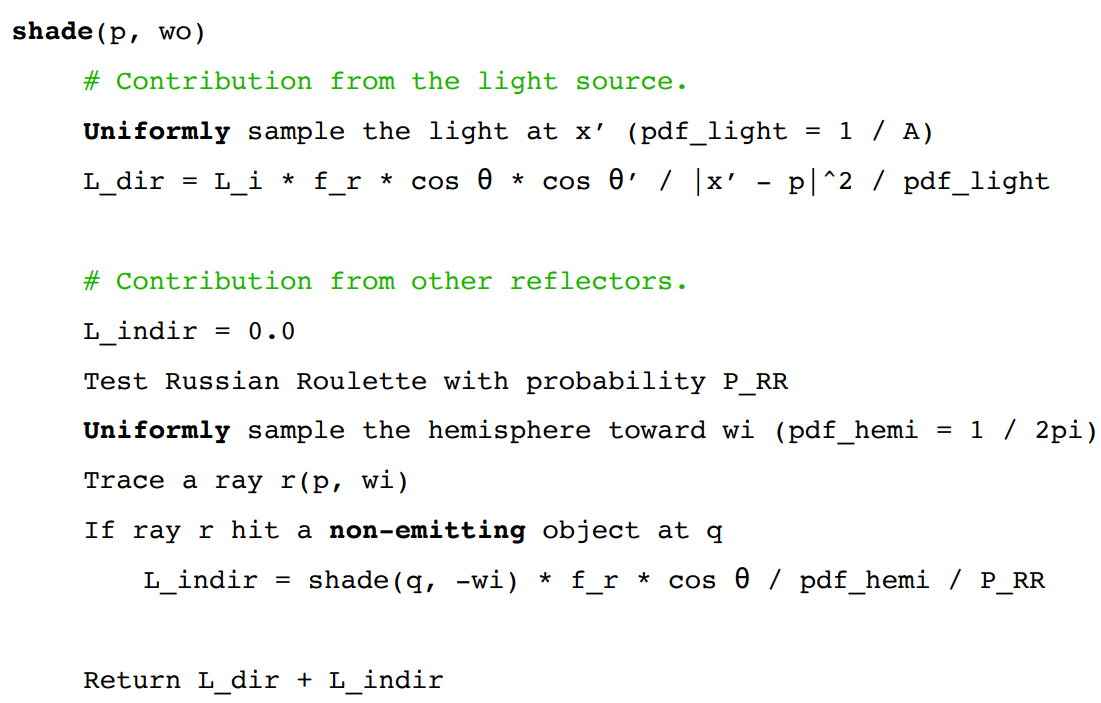 shade(p, wo)
# Contribution from the light source.
Uniformly sample the light at x′ (pdf_light = 1 / A)
L_dir = L_i * f_r * cos θ * cos θ′ / |x′ - p|^2 / pdf_light
# Contribution from other reflectors.
L_indir = 0.0
Test Russian Roulette with probability P_RR
Uniformly sample the hemisphere toward wi (pdf_hemi = 1 / 2pi)
Trace a ray r(p, wi)
If ray r hit a non-emitting object at q
L_indir = shade(q, -wi) * f_r * cos θ / pdf_hemi / P_RR
Return L_dir + L_indir